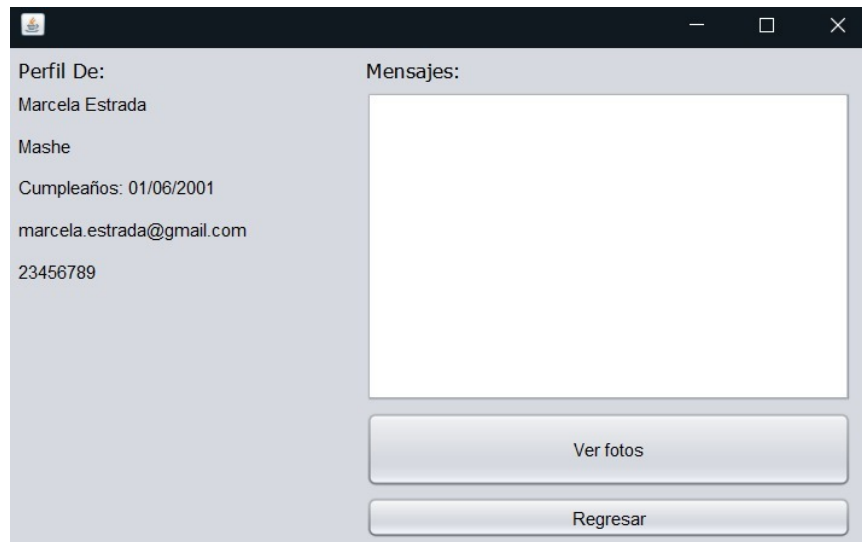 Perfil De:
Marcela Estrada
Mashe
Cumpleaños: 01/06/2001
marcela.estrada@gmail.com
23456789
Mensajes:
Ver fotos
Regresar